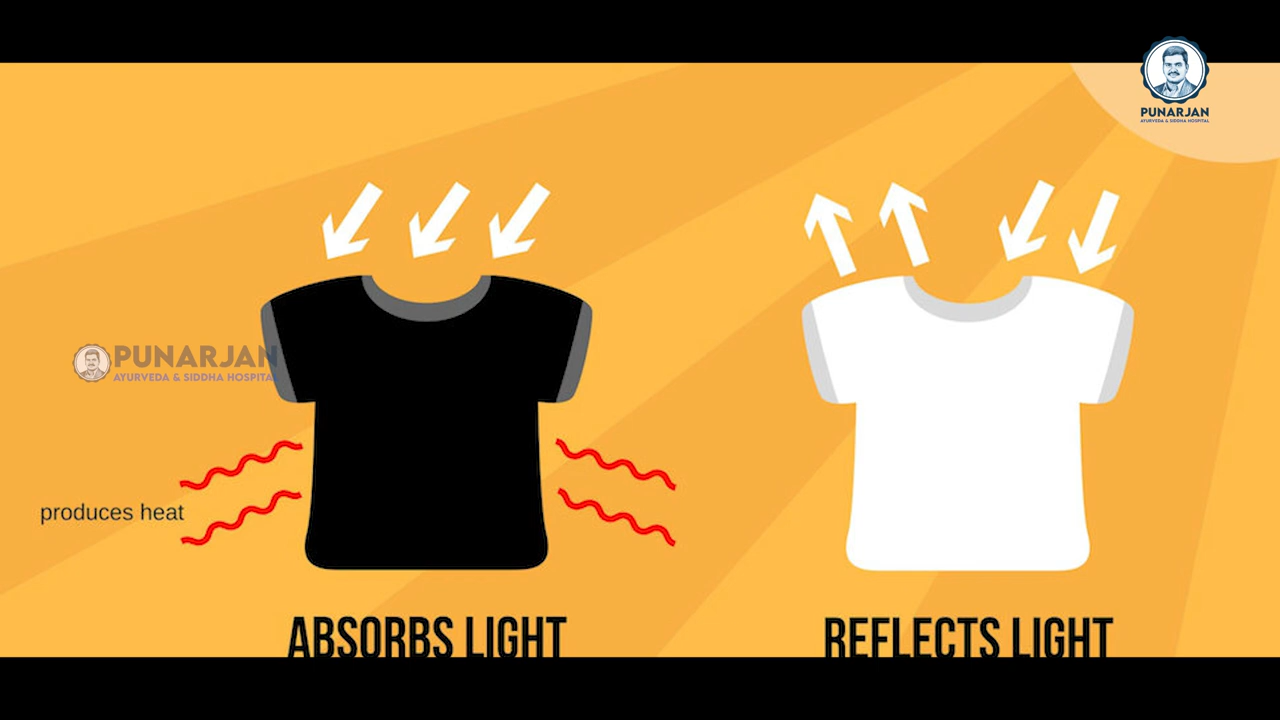 PUNARJAN
AYURVEDA & SIDDHA HOSPITAL
PUNARJAN
AYURVEDA & SIDDHA HOSPITAL
produces heat
ABSORBS LIGHT
REFLECTS LIGHT